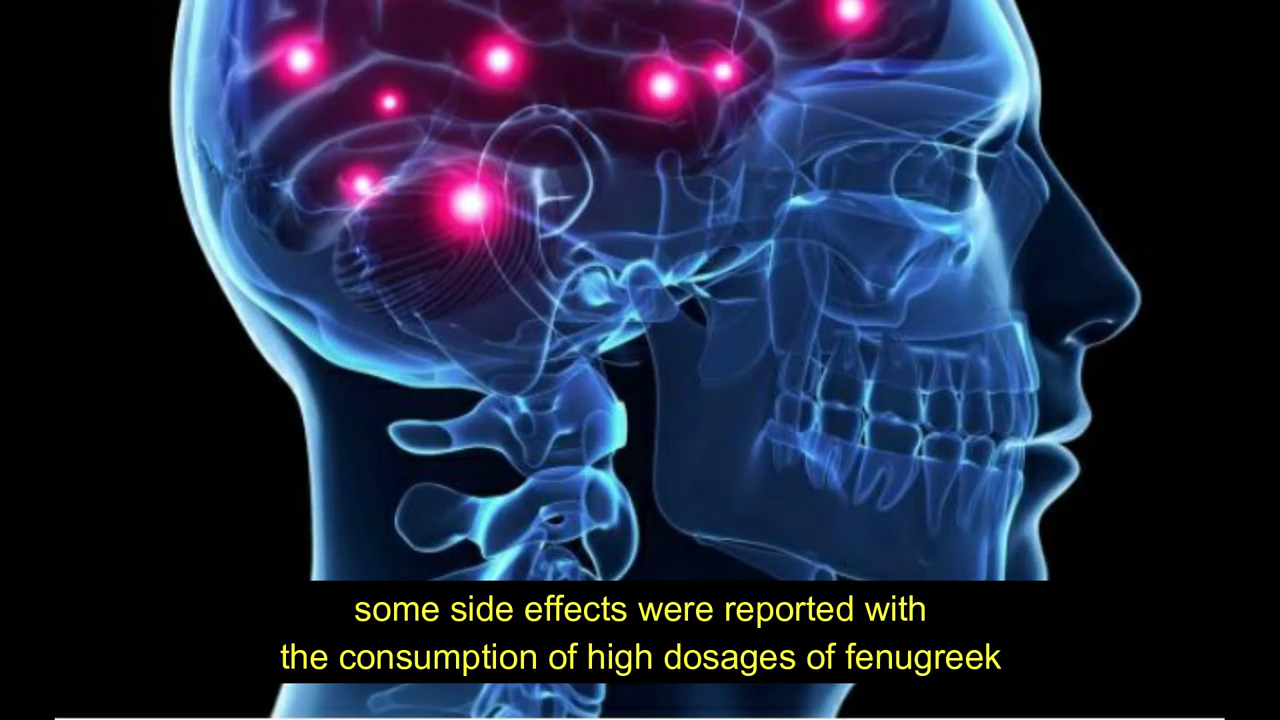 some side effects were reported with
the consumption of high dosages of fenugreek